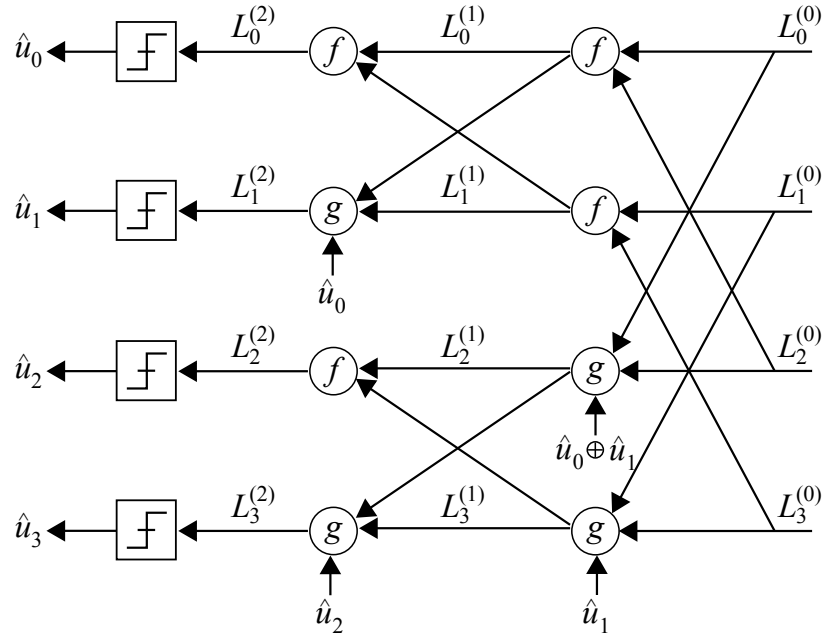 û₀ L₀⁽²⁾ f L₀⁽¹⁾ f L₀⁽⁰⁾
û₁ L₁⁽²⁾ g L₁⁽¹⁾ f L₁⁽⁰⁾
û₀
û₂ L₂⁽²⁾ f L₂⁽¹⁾ g L₂⁽⁰⁾
û₀ ⊕ û₁
û₃ L₃⁽²⁾ g L₃⁽¹⁾ g L₃⁽⁰⁾
û₂ û₁